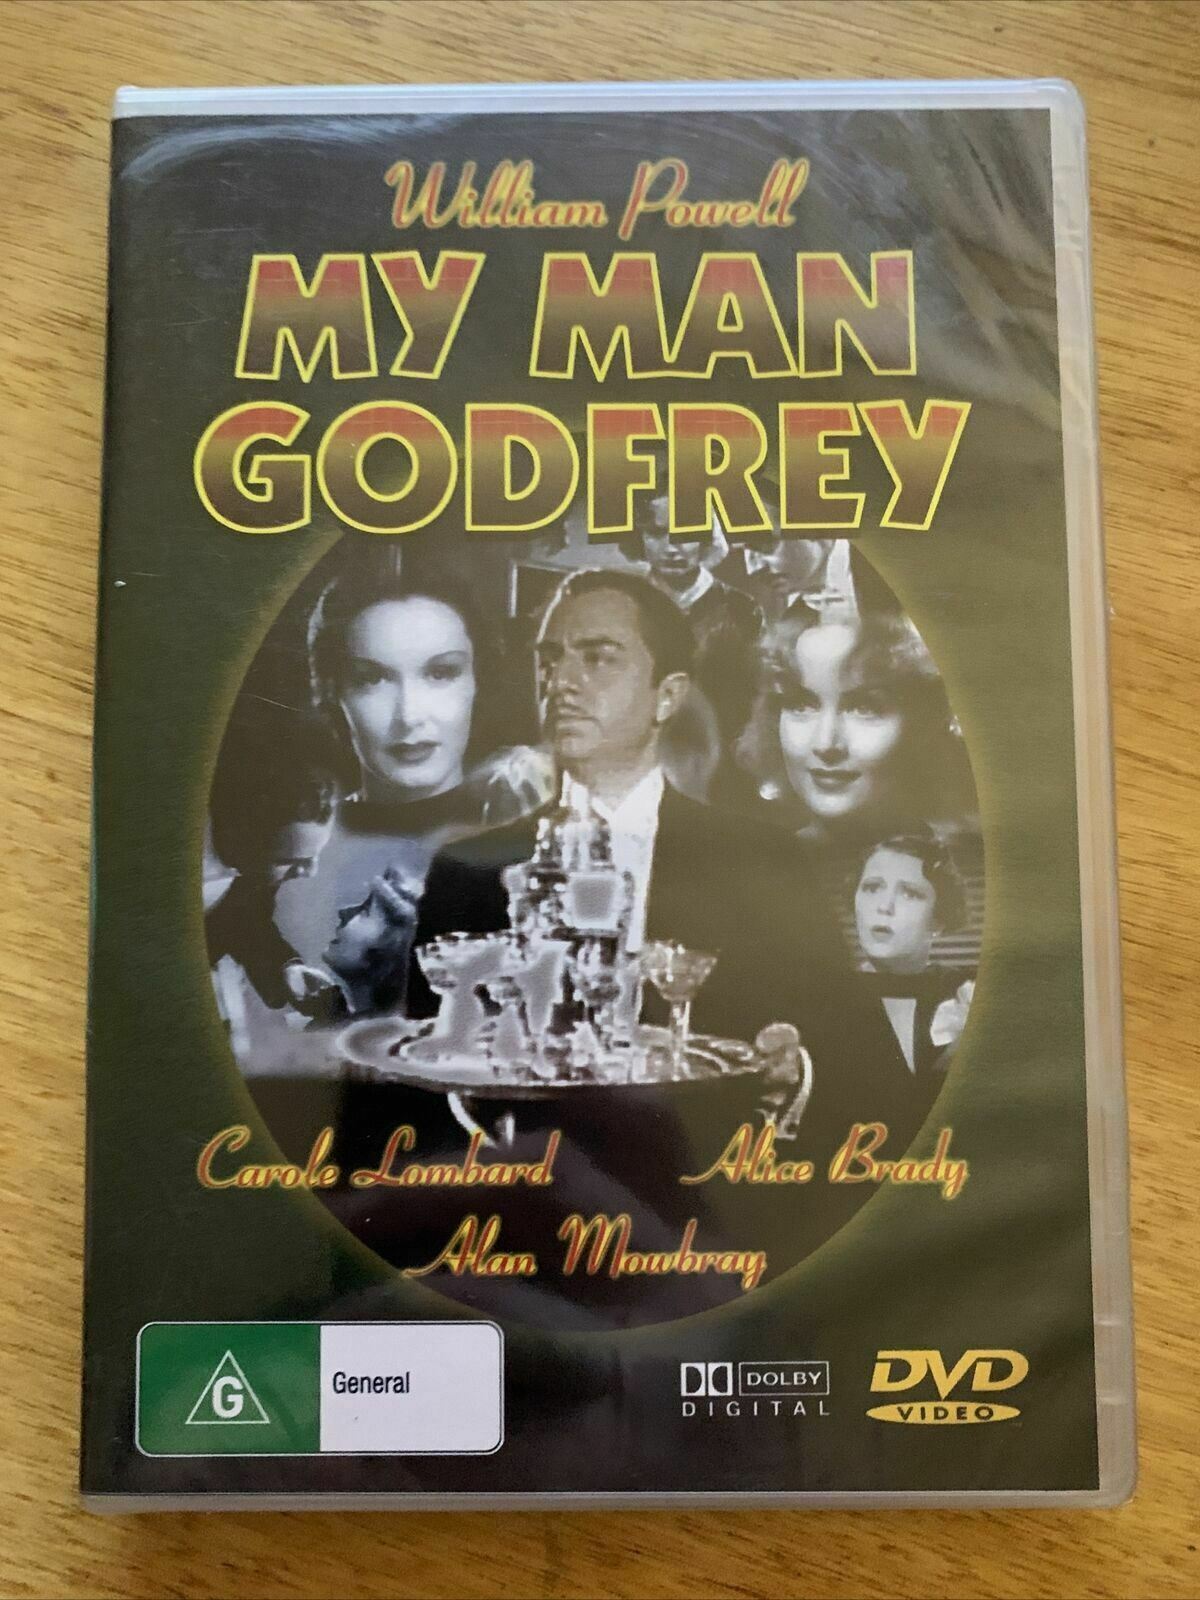 William Powell
MY MAN
GODFREY
Carole Lombard
Alice Brady
Alan Mowbray
G
General
DOLBY
DIGITAL
DVD
VIDEO